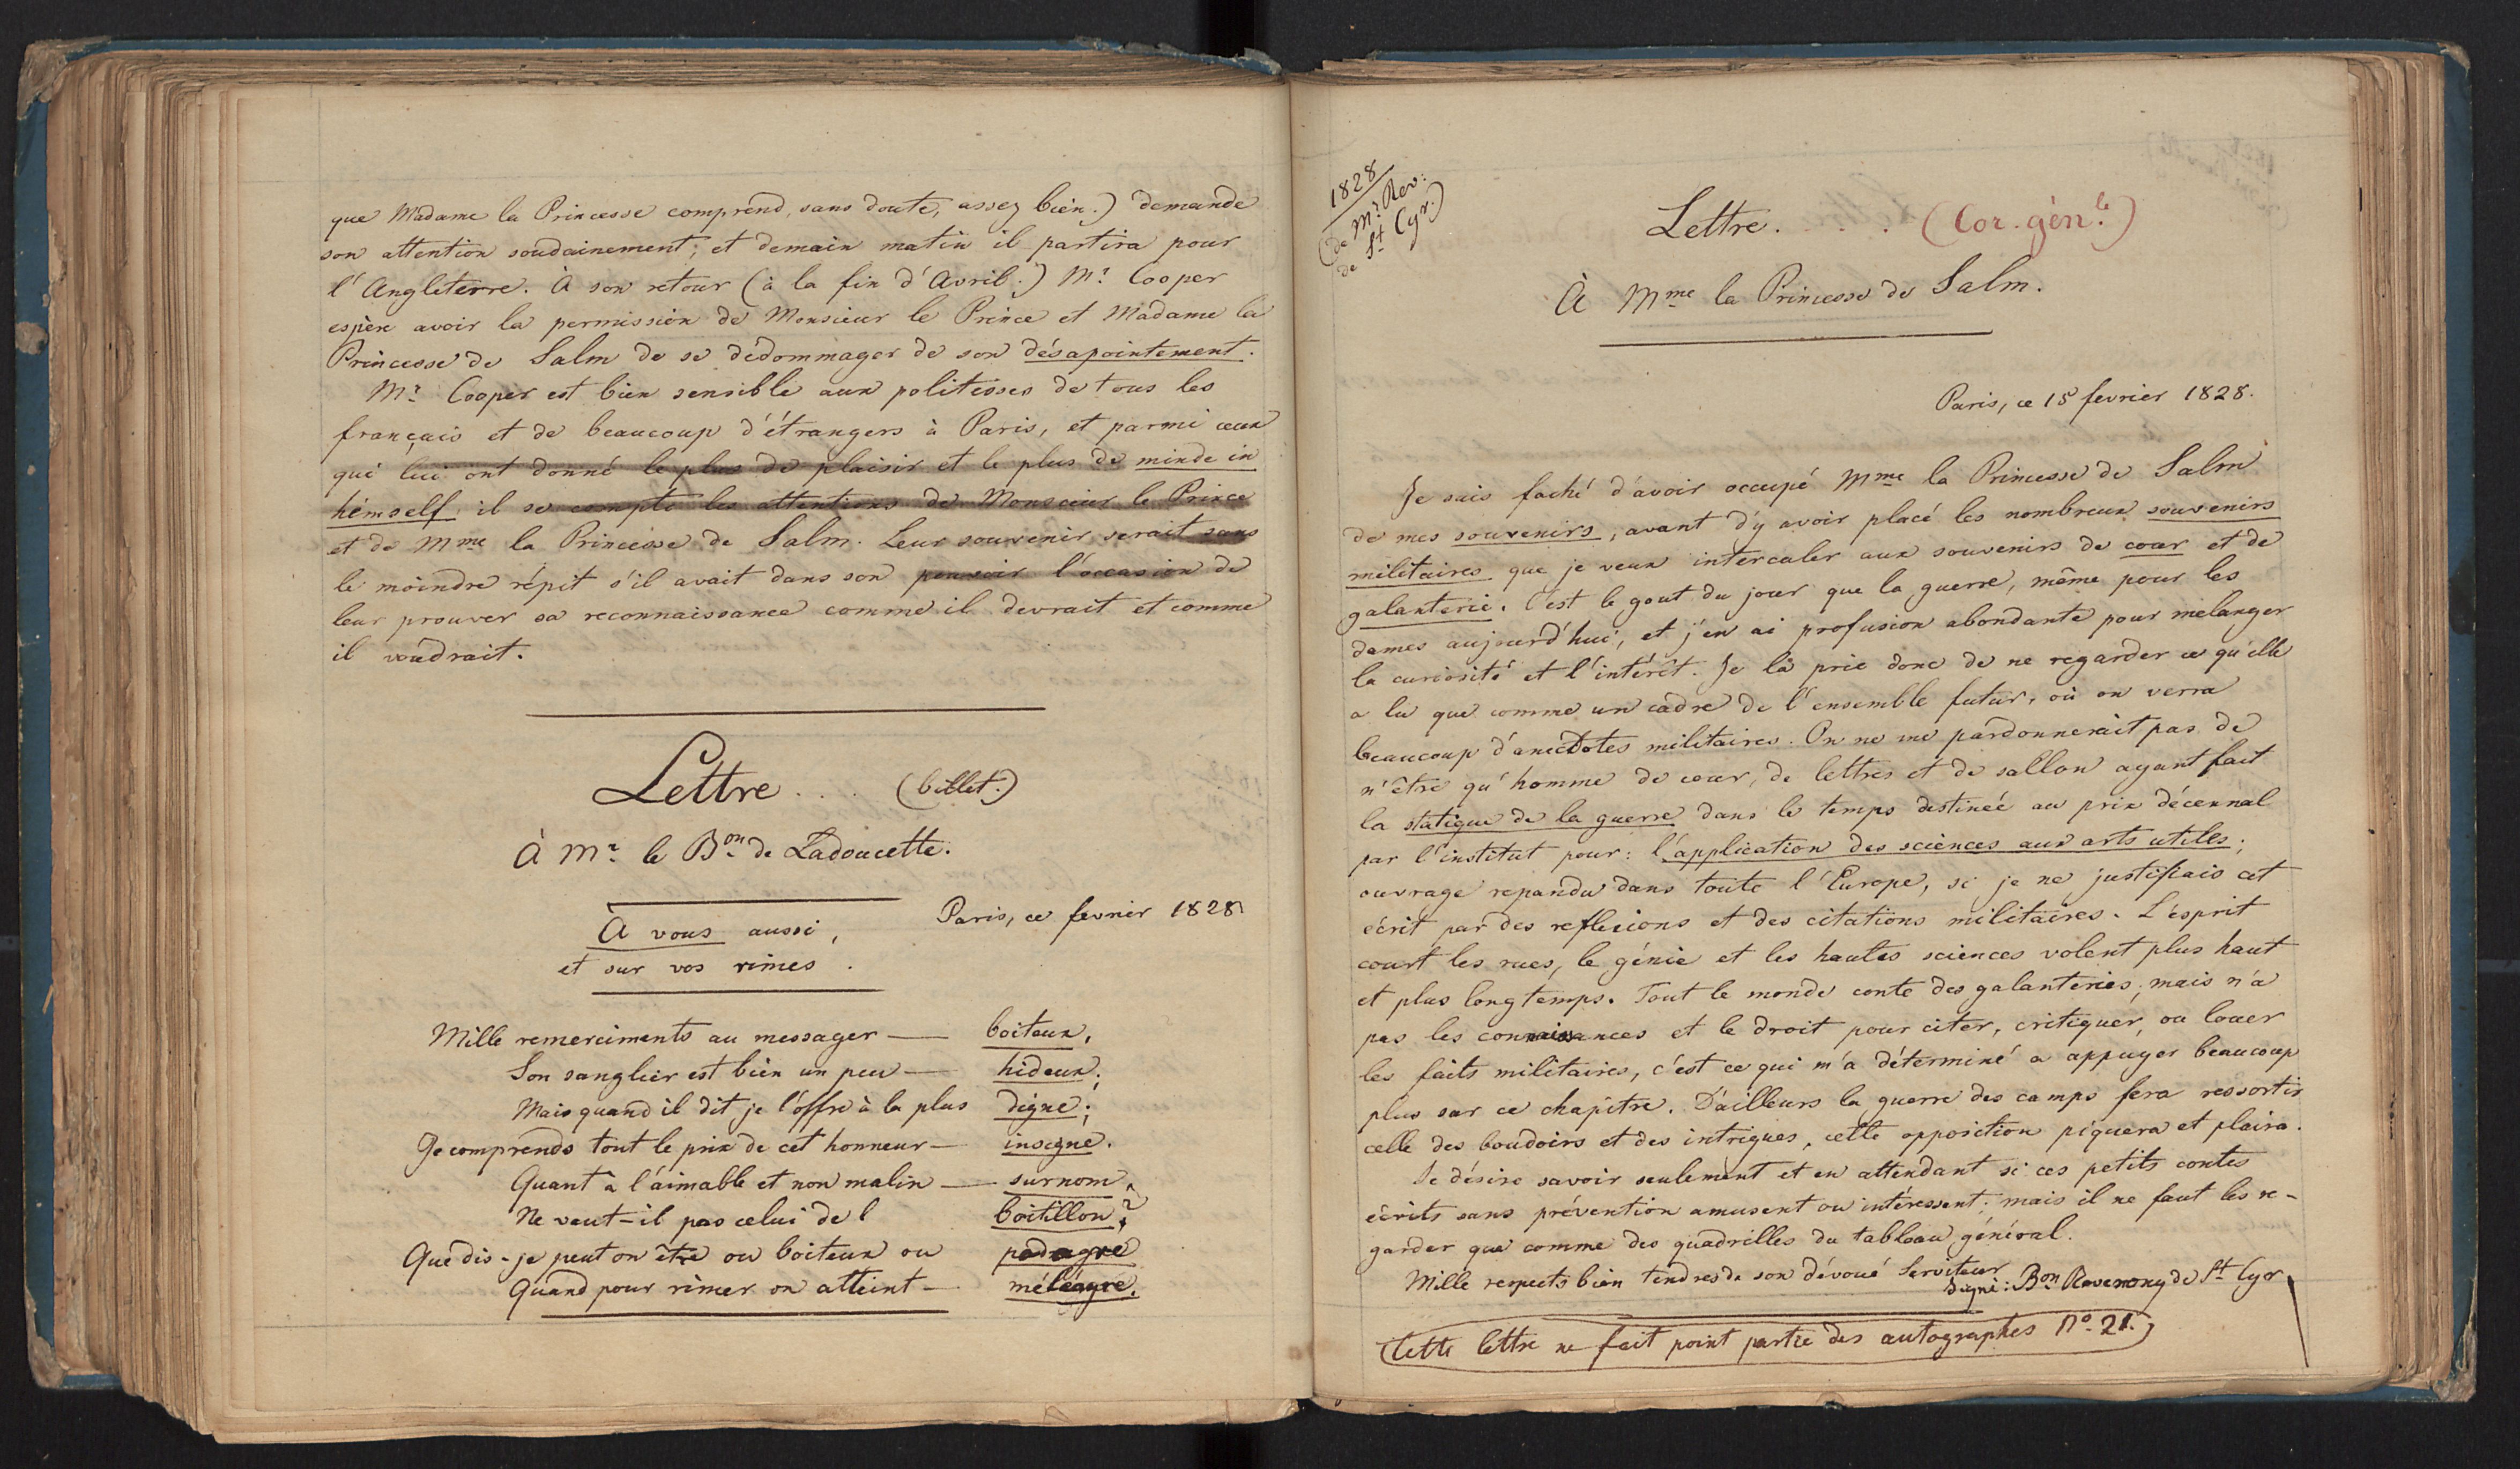 que Madame la Princesse comprend, sans doute, assez bien.) demande
son attention soudainement; et demain matin il partira pour
l'Angleterre. À son retour (à la fin d'Avril.) Mr. Cooper
espère avoir la permission de Monsieur le Prince et Madame la
Princesse de Salm de se dédommager de son désapointement.
Mr. Cooper est bien sensible aux politesses de tous les
français et de beaucoup d'étrangers à Paris, et parmi ceux
qui lui ont donné le plus de plaisir et le plus de minde in
himself: il se compte les attentions de Monsieur le Prince
et de Mme la Princesse de Salm. Leur souvenir serait sans
le moindre répit s'il avait dans son pouvoir l'occasion de
leur prouver sa reconnaissance comme il devrait et comme
il voudrait.
Lettre . . . (billet.)
À Mr. le Bon. de Ladoucette.
Paris, ce fevrier 1828
À vous aussi,
et sur vos rimes.
Mille remerciments au messager — boiteux.
Son sanglier est bien un peu — hideux;
Mais quand il dit je l'offre à la plus digne;
Je comprends tout le prix de cet honneur — insigne.
Quant à l'aimable et non malin — surnom,
Ne vaut-il pas celui de l boitillon?
Que dis-je peut on être ou boiteux ou podagre
Quand pour rimer on atteint — méléagre.
1828
(de Mr. Rev:
de St. Cyr.)
Lettre. . . (Cor. génle.)
À Mme la Princesse de Salm.
Paris, ce 15 fevrier 1828.
Je suis faché d'avoir occupé Mme la Princesse de Salm
de mes souvenirs, avant d'y avoir placé les nombreux souvenirs
militaires que je veux intercaler aux souvenirs de cour et de
galanterie. C'est le gout du jour que la guerre, même pour les
dames aujourd'hui, et j'en ai profusion abondante pour mélanger
la curiosité et l'intérêt. Je la prie donc de ne regarder ce qu'elle
a lu que comme un cadre de l'ensemble futur, où on verra
beaucoup d'anecdotes militaires. On ne me pardonnerait pas de
n'être qu'homme de cour, de lettres et de sallon ayant fait
la statique de la guerre dans le temps destinée au prix décennal
par l'institut pour: l'application des sciences aux arts utiles;
ouvrage repandu dans toute l'Europe, si je ne justifiais cet
écrit par des reflexions et des citations militaires. L'esprit
court les rues, le génie et les hautes sciences volent plus haut
et plus longtemps. Tout le monde conte des galanteries, mais n'a
pas les connaissances et le droit pour citer, critiquer, ou louer
les faits militaires, c'est ce qui m'a déterminé a appuyer beaucoup
plus sur ce chapitre. D'ailleurs la guerre des camps fera ressortir
celle des boudoirs et des intrigues, cette opposition piquera et plaira.
Je désire savoir seulement et en attendant si ces petits contes
écrits sans prévention amusent ou intéressent; mais il ne faut les re-
garder que comme des quadrilles du tableau général.
Mille respects bien tendres de son dévoué Serviteur
Signé: Bon. Reverony de St. Cyr
(Cette lettre ne fait point partie des autographes No. 21.)